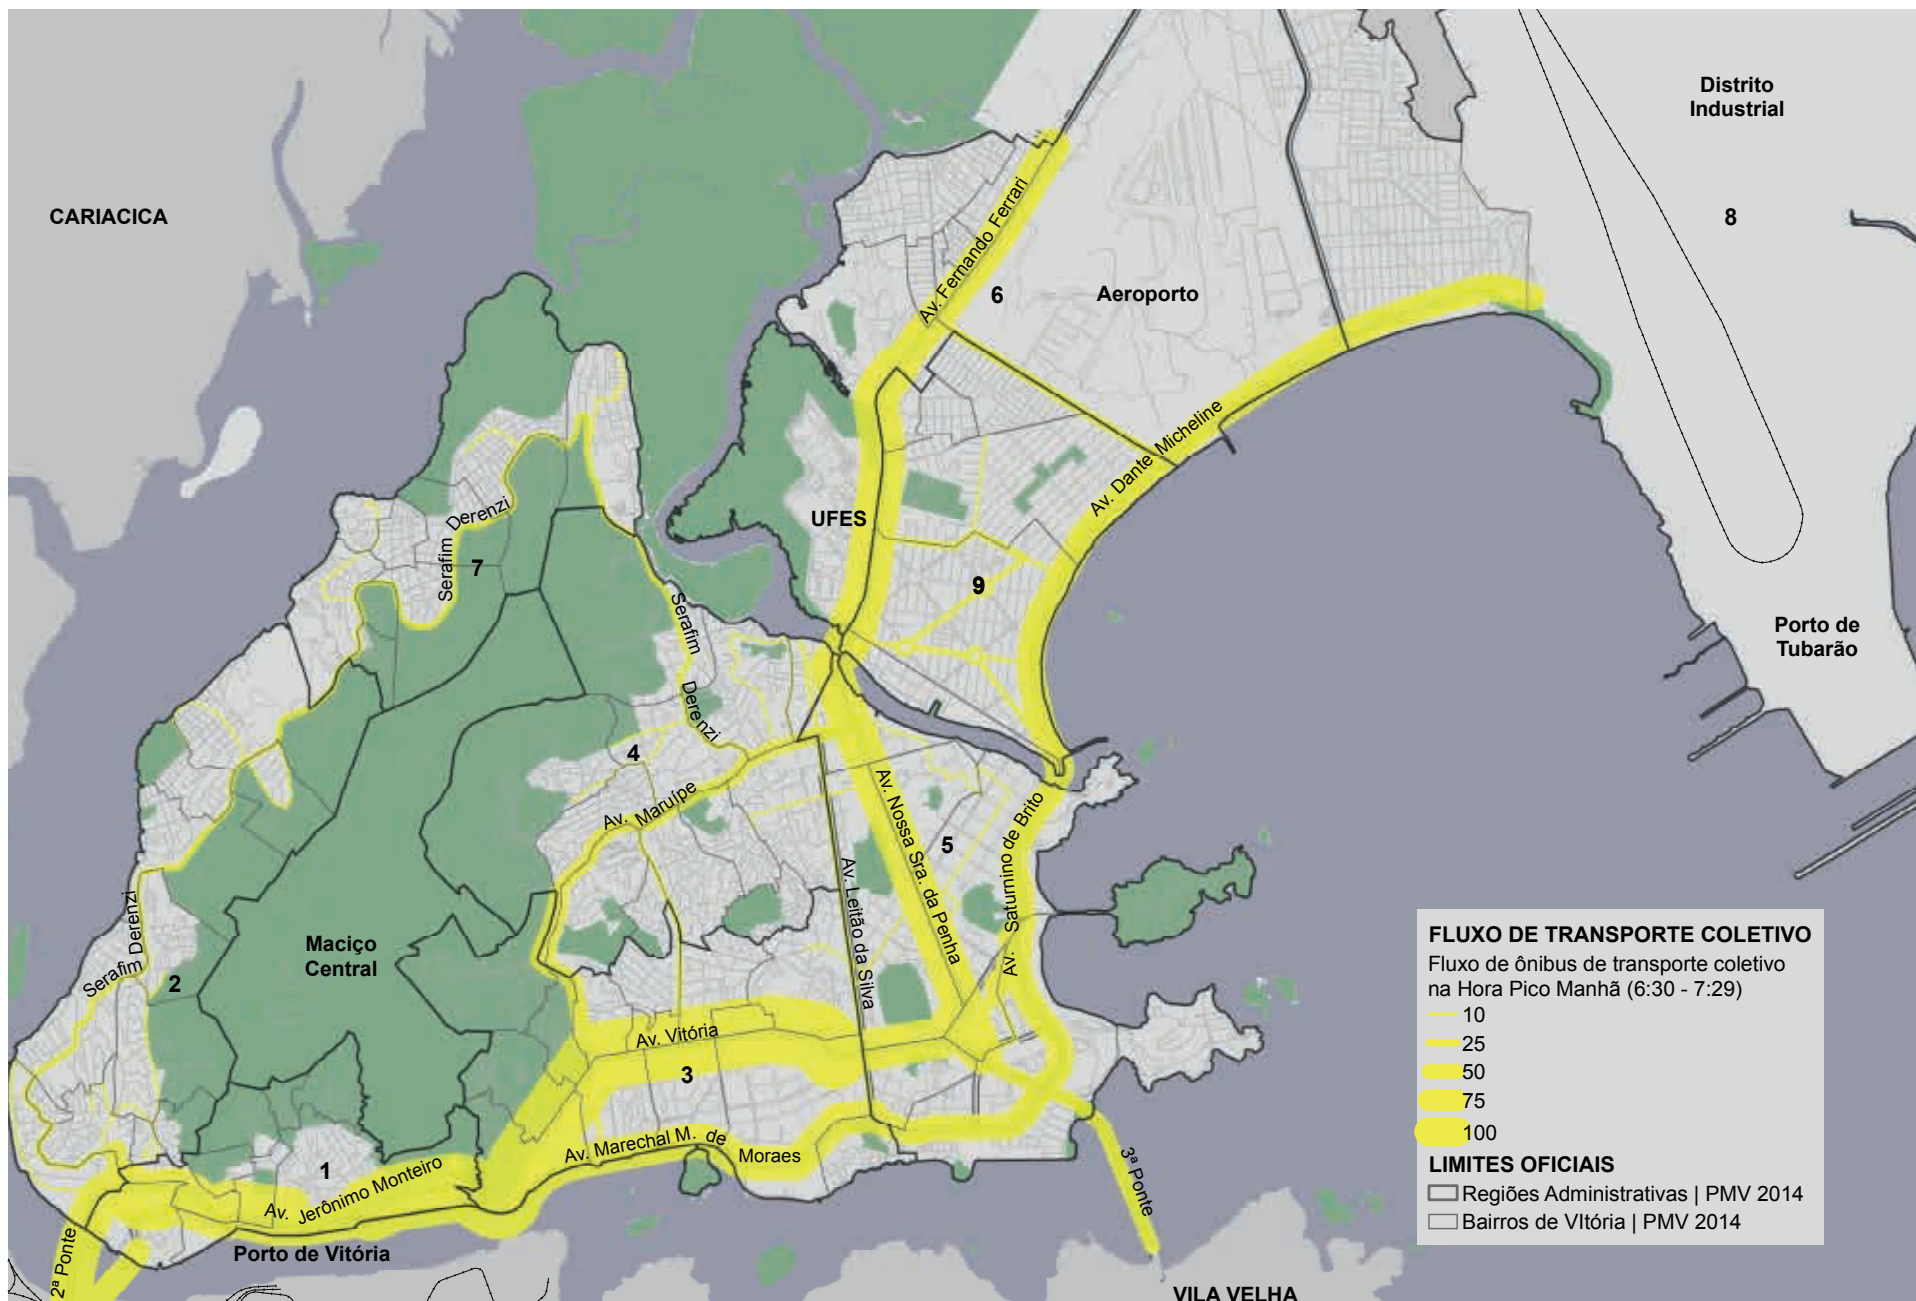 Distrito
Industrial
8
CARIACICA
Av. Fernando Ferrari
6
Aeroporto
Av. Dante Micheline
UFES
Serafim
Derenzi
7
9
Serafim
Derenzi
Porto de
Tubarão
4
Av. Maruípe
Av. Nossa Sra. da Penha
5
Av. Saturnino de Brito
Av. Leitão da Silva
Serafim Derenzi
2
Maciço
Central
Av. Vitória
3
Av. Marechal M. de
Moraes
1
Av. Jerônimo Monteiro
Porto de Vitória
2ª Ponte
3ª Ponte
VILA VELHA
FLUXO DE TRANSPORTE COLETIVO
Fluxo de ônibus de transporte coletivo
na Hora Pico Manhã (6:30 - 7:29)
10
25
50
75
100
LIMITES OFICIAIS
Regiões Administrativas | PMV 2014
Bairros de VItória | PMV 2014